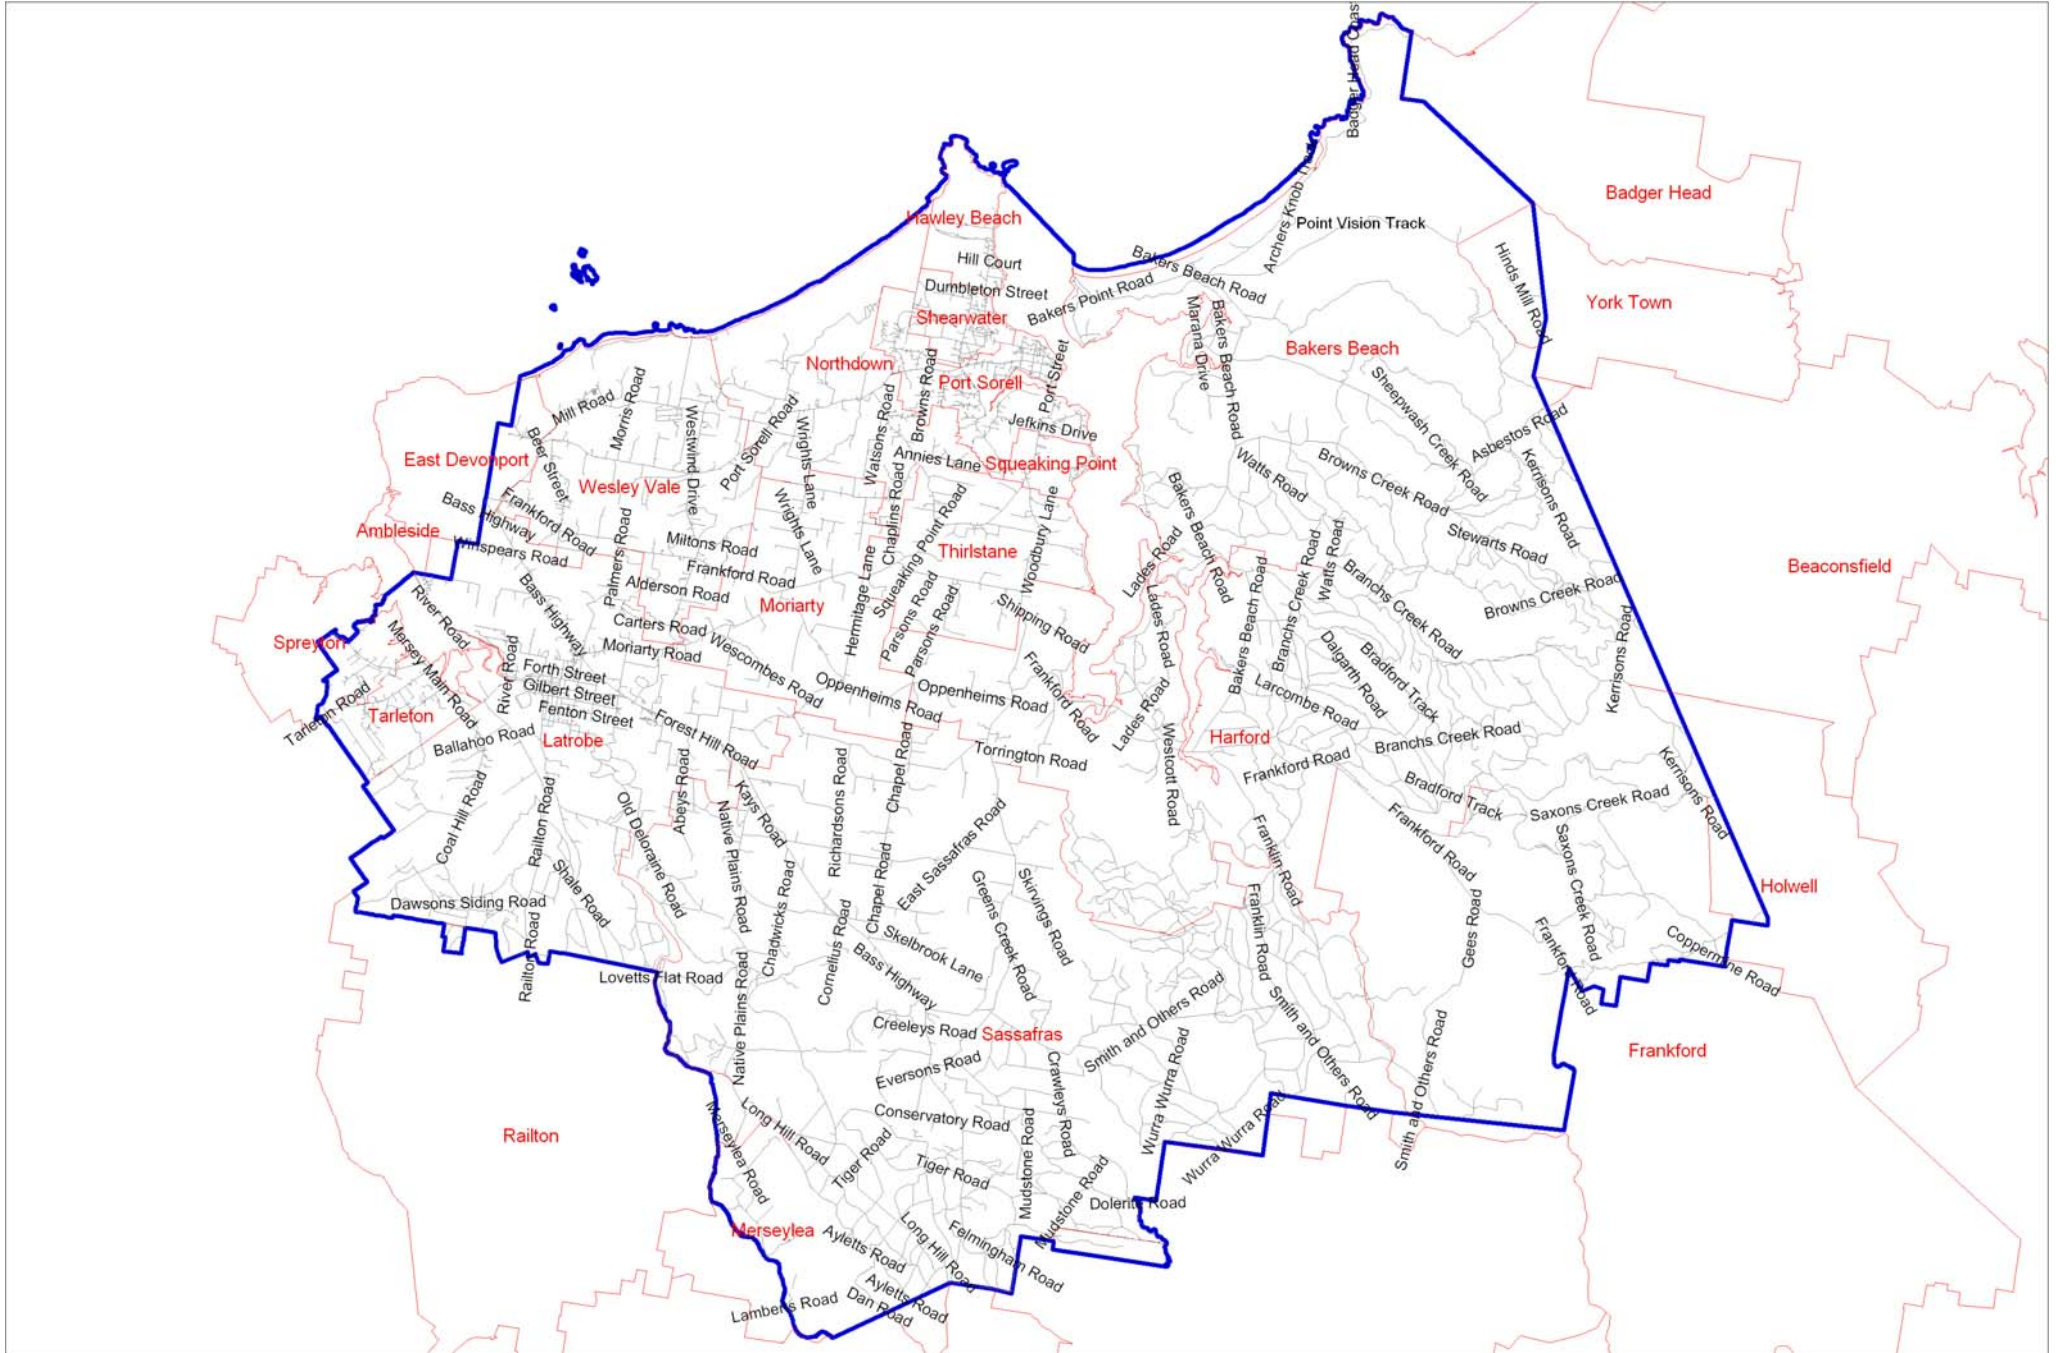 Badger Head Coas
Badger Head
Hawley Beach
Archers Knob Tra
Point Vision Track
Hill Court
Bakers Beach Road
Hinds Mill Road
Dumbleton Street
Bakers Point Road
York Town
Shearwater
Marana Drive
Bakers Beach Road
Bakers Beach
Northdown
Port Sorell
Port Street
Browns Road
Mill Road
Morris Road
Sheepwash Creek Road
Westwind Drive
Port Sorell Road
Wrights Lane
Watsons Road
Jefkins Drive
Asbestos Road
East Devonport
Beer Street
Annies Lane
Squeaking Point
Watts Road
Browns Creek Road
Kerrisons Road
Wesley Vale
Bass Highway
Frankford Road
Wrights Lane
Chaplins Road
Squeaking Point Road
Woodbury Lane
Bakers Beach Road
Ambleside
Winspears Road
Palmers Road
Miltons Road
Thirlstane
Lades Road
Watts Road
Stewarts Road
Beaconsfield
Frankford Road
Alderson Road
Moriarty
Hermitage Lane
Parsons Road
Parsons Road
Shipping Road
Lades Road
Bakers Beach Road
Branchs Creek Road
Branchs Creek Road
Browns Creek Road
River Road
Bass Highway
Spreyton
Mersey Main Road
Carters Road
Moriarty Road
Wescombes Road
Dalgarth Road
Bradford Track
Kerrisons Road
River Road
Forth Street
Gilbert Street
Fenton Street
Oppenheims Road
Oppenheims Road
Frankford Road
Lades Road
Larcombe Road
Tarleton Road
Tarleton
Ballahoo Road
Latrobe
Forest Hill Road
Torrington Road
Westcott Road
Harford
Frankford Road
Branchs Creek Road
Abeys Road
Kays Road
Richardsons Road
Chapel Road
Bradford Track
Saxons Creek Road
Kerrisons Road
Coal Hill Road
Railton Road
Old Deloraine Road
Native Plains Road
East Sassafras Road
Franklin Road
Frankford Road
Saxons Creek Road
Shale Road
Chadwicks Road
Chapel Road
Greens Creek Road
Skirvings Road
Holwell
Dawsons Siding Road
Railton Road
Cornelius Road
Skelbrook Lane
Franklin Road
Gees Road
Frankford Road
Coppermine Road
Lovetts Flat Road
Bass Highway
Native Plains Road
Smith and Others Road
Smith and Others Road
Creeleys Road
Sassafras
Frankford
Eversons Road
Crawleys Road
Wurra Wurra Road
Smith and Others Road
Railton
Merseylea Road
Long Hill Road
Conservatory Road
Mudstone Road
Wurra Wurra Road
Tiger Road
Tiger Road
Mudstone Road
Dolerite Road
Merseylea
Ayletts Road
Long Hill Road
Felmingham Road
Lamberts Road
Ayletts Road
Dan Road